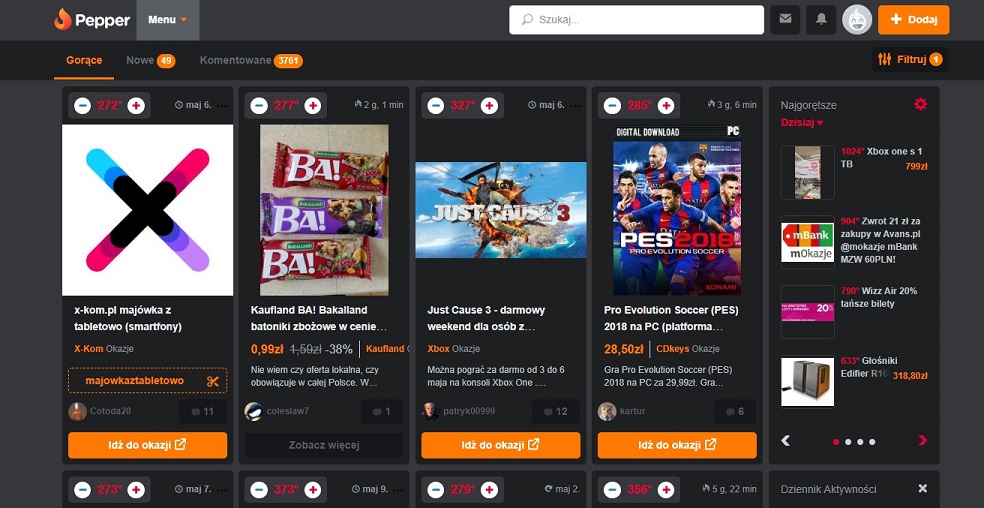 Pepper
Menu
Szukaj...
Dodaj
Gorące
Nowe 49
Komentowane 3761
Filtruj 1
272°
maj 6.
277°
2 g, 1 min
327°
maj 6.
285°
3 g, 6 min
BAKALLAND
BA!
BAKALLAND
BA!
BAKALLAND
BA!
JUST CAUSE 3
DIGITAL DOWNLOAD
PC
PES2018
PRO EVOLUTION SOCCER
KONAMI
x-kom.pl majówka z
tabletowo (smartfony)
X-Kom Okazje
majowkaztabletowo
Cotoda28
11
Idź do okazji
Kaufland BA! Bakalland
batoniki zbożowe w cenie…
0,99zł 1,59zł -38% Kaufland
Nie wiem czy oferta lokalna, czy
obowiązuje w całej Polsce. W…
coleslaw7
1
Zobacz więcej
Just Cause 3 - darmowy
weekend dla osób z…
Xbox Okazje
Można pograć za darmo od 3 do 6
maja na konsoli Xbox One ….
patryk00999
12
Idź do okazji
Pro Evolution Soccer (PES)
2018 na PC (platforma…
28,50zł CDkeys Okazje
Gra Pro Evolution Soccer (PES)
2018 na PC za 29,99zł. Gra…
kartur
6
Idź do okazji
Najgorętsze
Dzisiaj
1024° Xbox one s 1
TB
799zł
904° Zwrot 21 zł za
zakupy w Avans.pl
@mokazje mBank
MZW 60PLN!
mBank
mOkazje
790° Wizz Air 20%
tańsze bilety
20%
633° Głośniki
Edifier R16
318,80zł
273°
maj 7.
373°
maj 9.
279°
maj 2.
356°
5 g, 22 min
Dziennik Aktywności